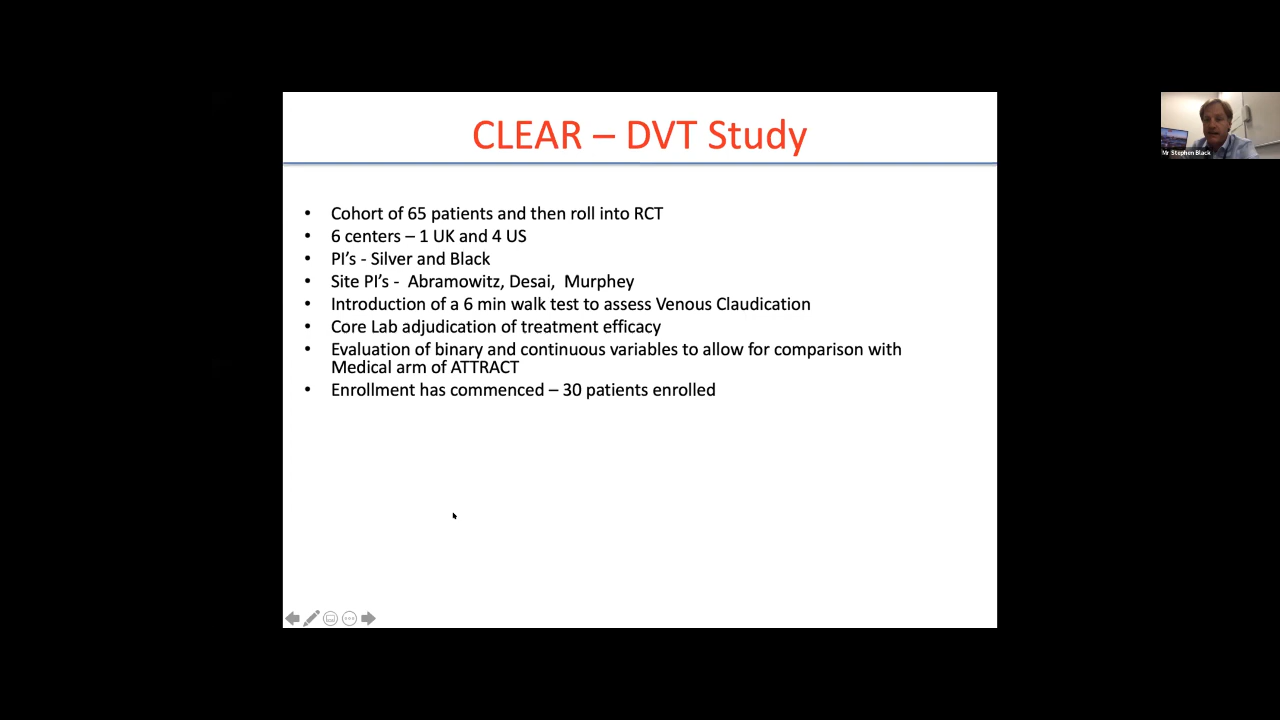 CLEAR – DVT Study
• Cohort of 65 patients and then roll into RCT
• 6 centers – 1 UK and 4 US
• PI's - Silver and Black
• Site PI's - Abramowitz, Desai, Murphey
• Introduction of a 6 min walk test to assess Venous Claudication
• Core Lab adjudication of treatment efficacy
• Evaluation of binary and continuous variables to allow for comparison with
Medical arm of ATTRACT
• Enrollment has commenced – 30 patients enrolled
Mr Stephen Black